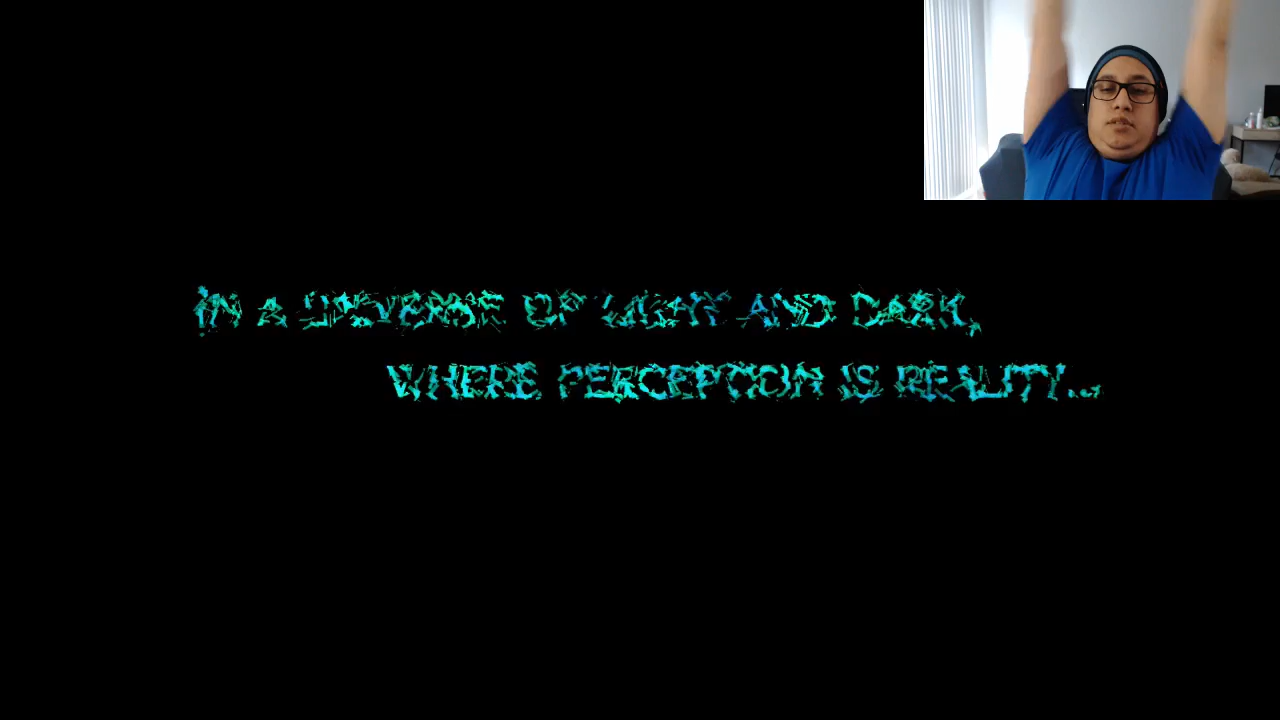 IN A UNIVERSE OF LIGHT AND DARK,
WHERE PERCEPTION IS REALITY...